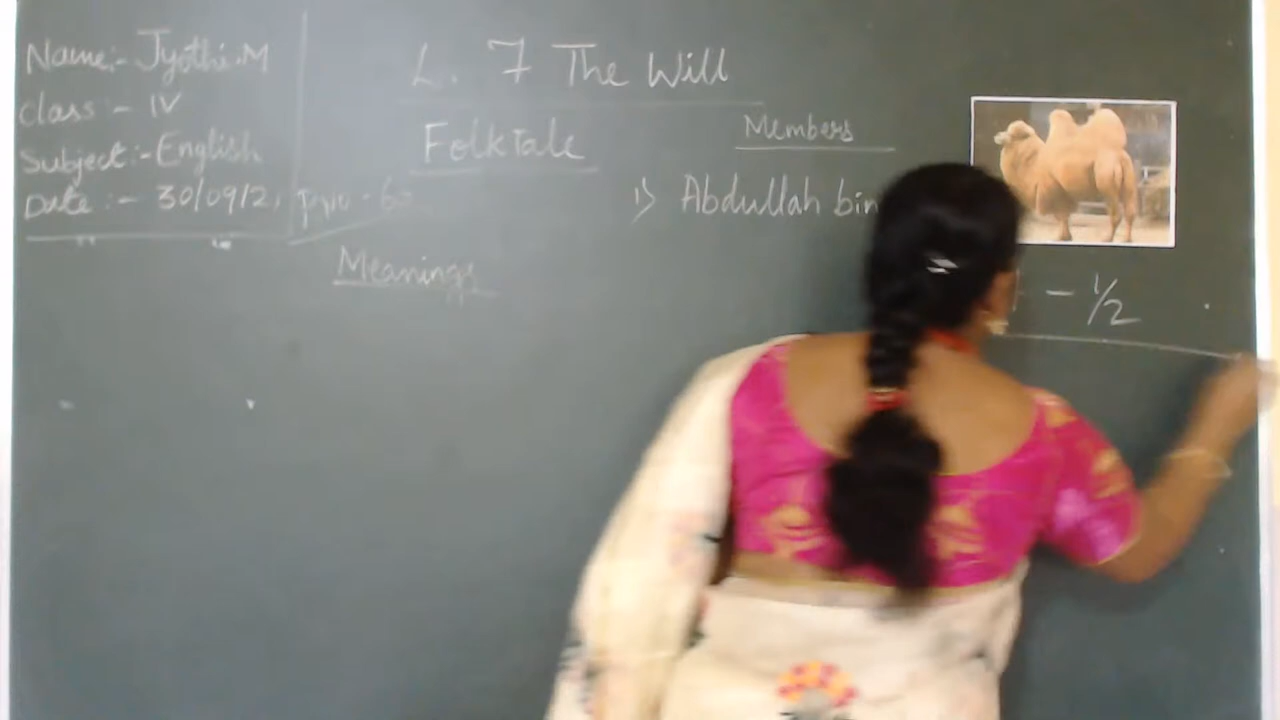 Name:- Jyothi.M
Class :- IV
Subject:- English
Date :- 30/09/21
L. 7 The Will
FolkTale
Members
1) Abdullah bin
Meanings
- 1/2